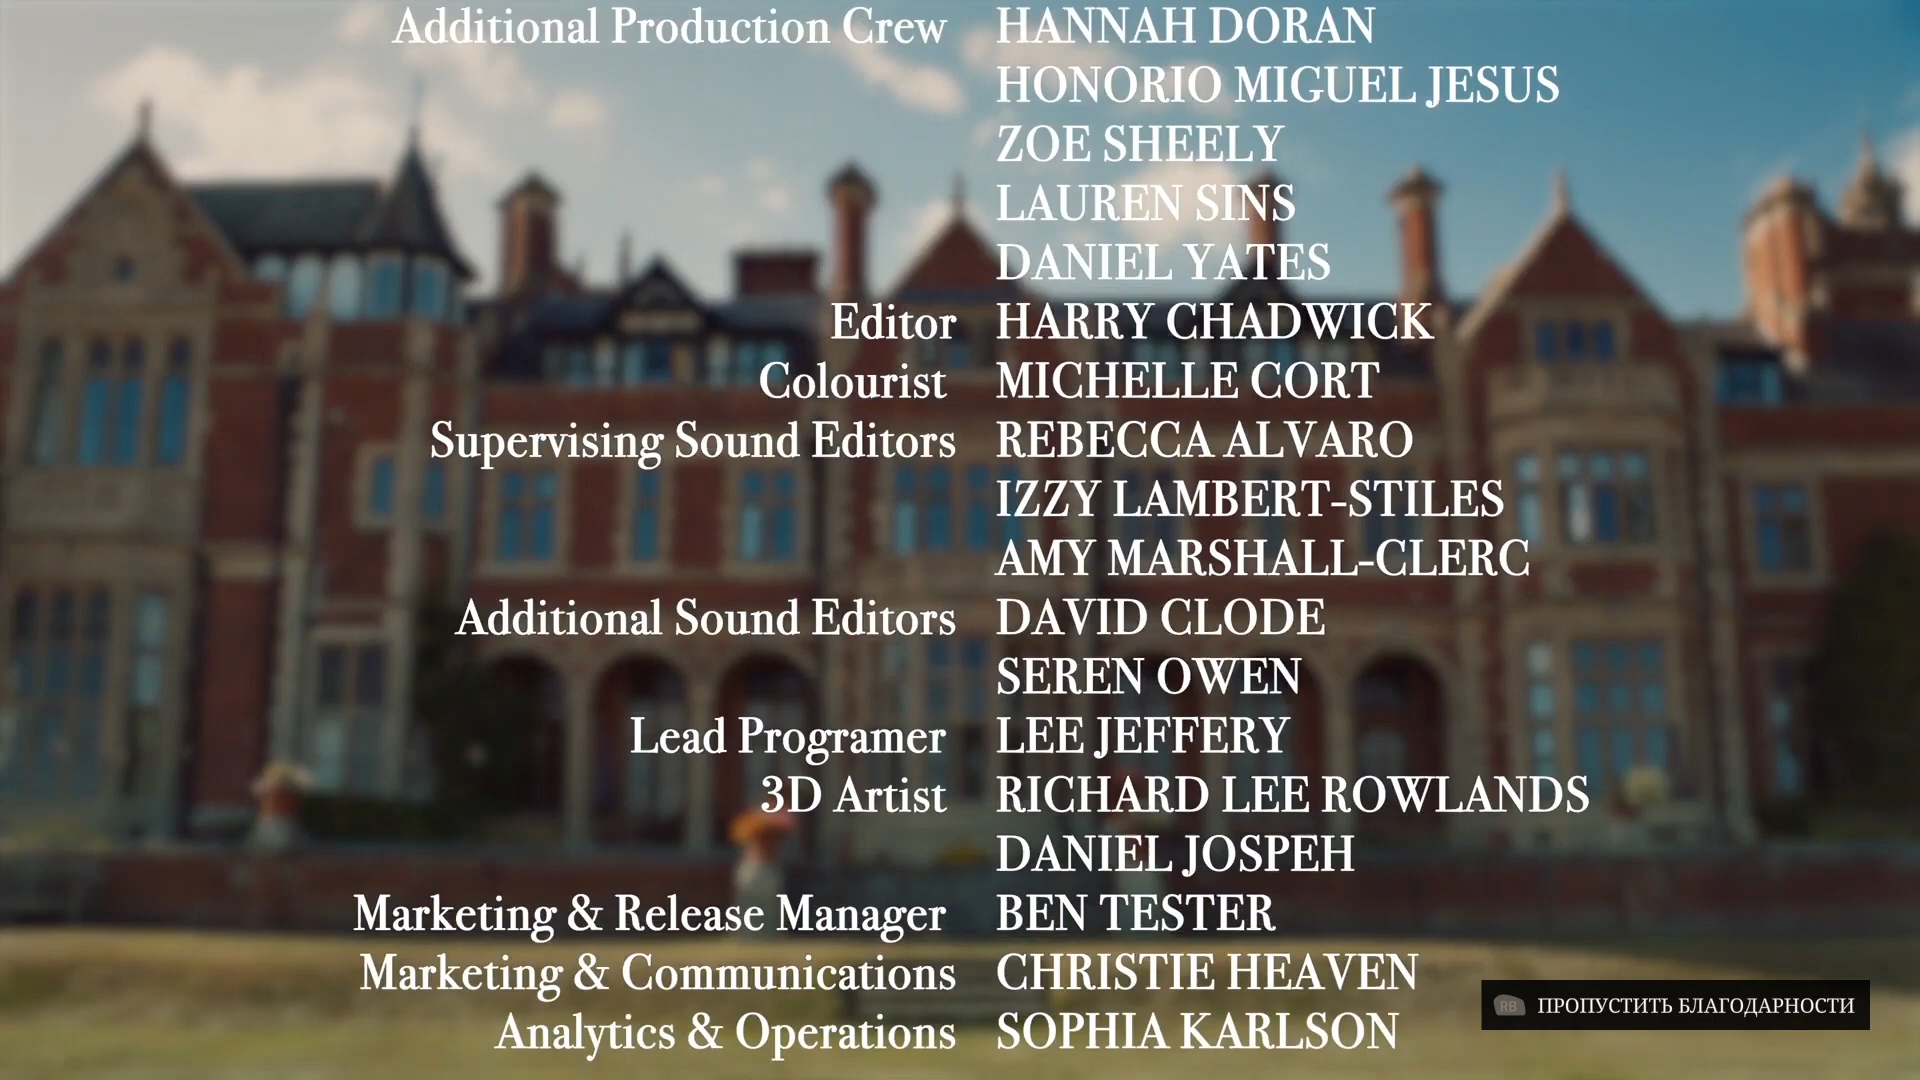 Additional Production Crew HANNAH DORAN
HONORIO MIGUEL JESUS
ZOE SHEELY
LAUREN SINS
DANIEL YATES
Editor HARRY CHADWICK
Colourist MICHELLE CORT
Supervising Sound Editors REBECCA ALVARO
IZZY LAMBERT-STILES
AMY MARSHALL-CLERC
Additional Sound Editors DAVID CLODE
SEREN OWEN
Lead Programer LEE JEFFERY
3D Artist RICHARD LEE ROWLANDS
DANIEL JOSPEH
Marketing & Release Manager BEN TESTER
Marketing & Communications CHRISTIE HEAVEN
Analytics & Operations SOPHIA KARLSON
RB ПРОПУСТИТЬ БЛАГОДАРНОСТИ